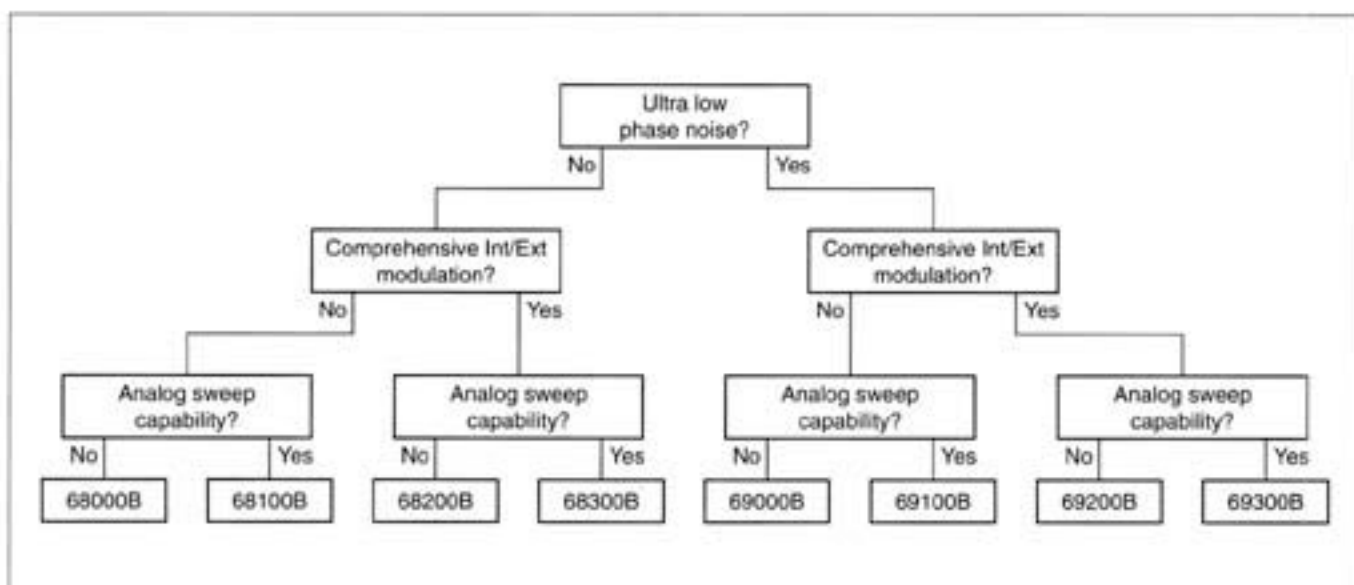 Ultra low
phase noise?
No
Yes
Comprehensive Int/Ext
modulation?
Comprehensive Int/Ext
modulation?
No
Yes
No
Yes
Analog sweep
capability?
Analog sweep
capability?
Analog sweep
capability?
Analog sweep
capability?
No
Yes
No
Yes
No
Yes
No
Yes
68000B
68100B
68200B
68300B
69000B
69100B
69200B
69300B